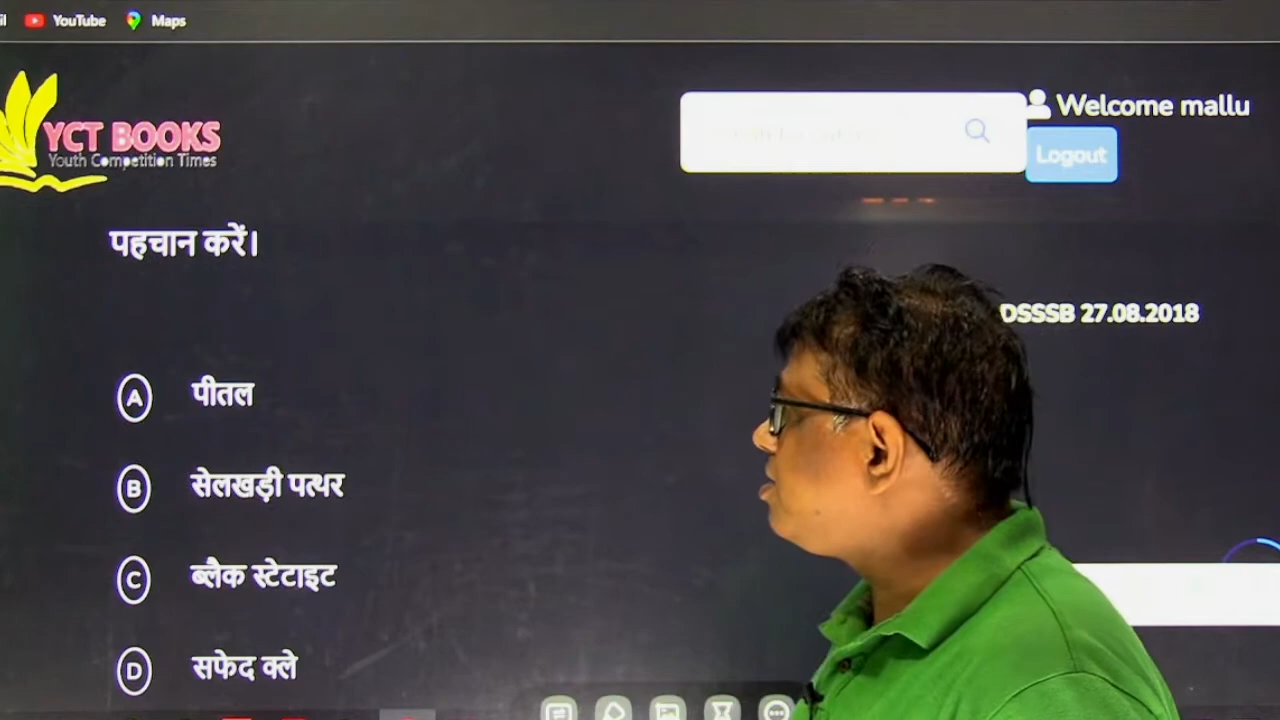 YouTube
Maps
YCT BOOKS
Youth Competition Times
Welcome mallu
Logout
पहचान करें।
DSSSB 27.08.2018
A पीतल
B सेलखड़ी पत्थर
C ब्लैक स्टेटाइट
D सफेद क्ले